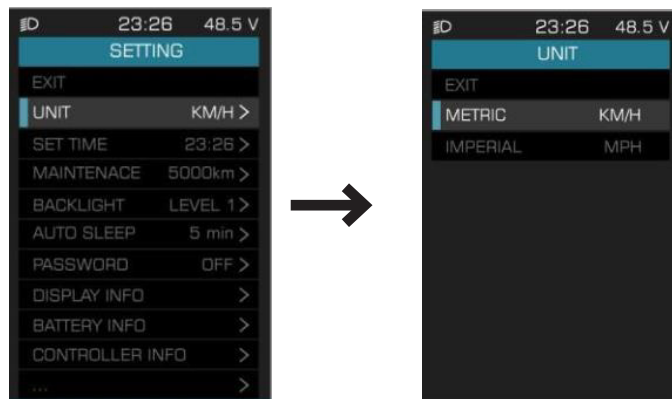 23:26 48.5 V
SETTING
EXIT
UNIT KM/H >
SET TIME 23:26 >
MAINTENACE 5000km >
BACKLIGHT LEVEL 1 >
AUTO SLEEP 5 min >
PASSWORD OFF >
DISPLAY INFO >
BATTERY INFO >
CONTROLLER INFO >
... >
23:26 48.5 V
UNIT
EXIT
METRIC KM/H
IMPERIAL MPH